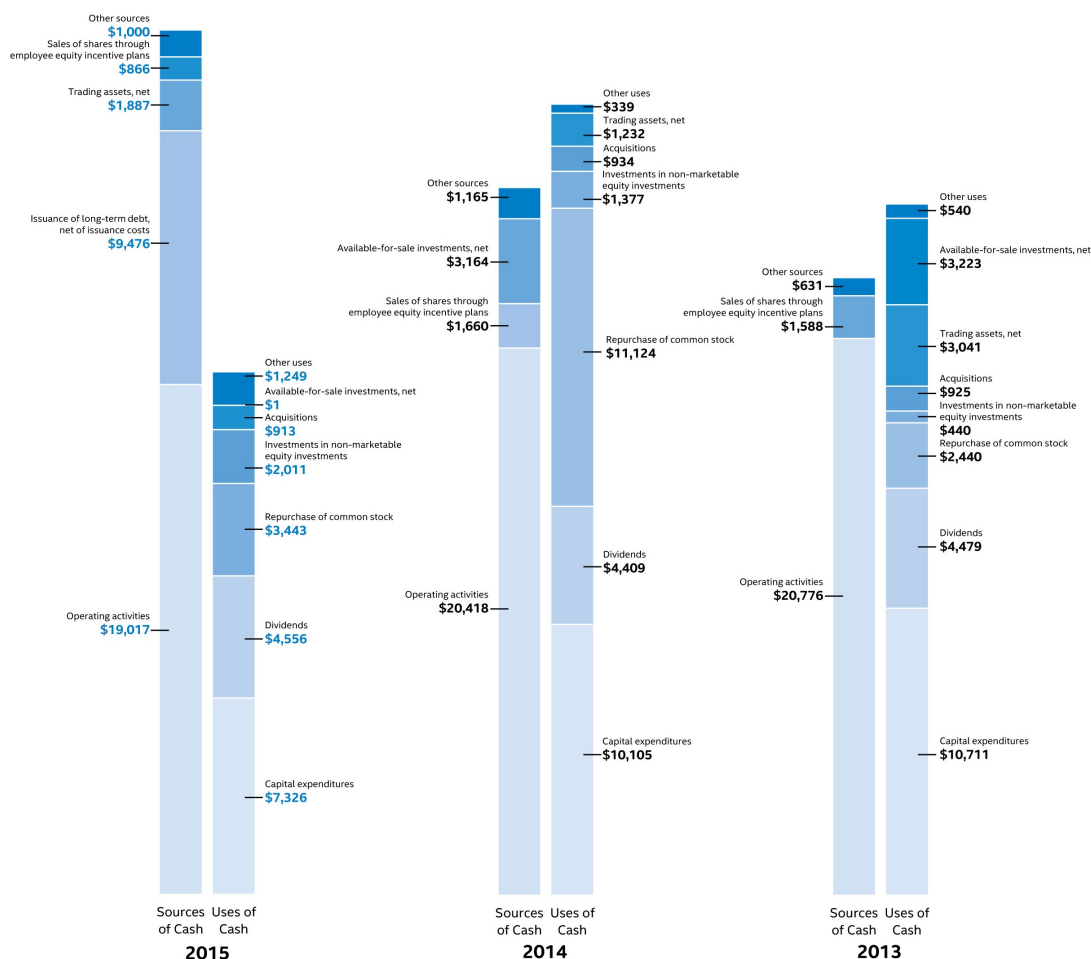 Other sources
$1,000
Sales of shares through
employee equity incentive plans
$866
Trading assets, net
$1,887
Issuance of long-term debt,
net of issuance costs
$9,476
Operating activities
$19,017
Other uses
$1,249
Available-for-sale investments, net
$1
Acquisitions
$913
Investments in non-marketable
equity investments
$2,011
Repurchase of common stock
$3,443
Dividends
$4,556
Capital expenditures
$7,326
Sources
of Cash
Uses of
Cash
2015
Other sources
$1,165
Available-for-sale investments, net
$3,164
Sales of shares through
employee equity incentive plans
$1,660
Operating activities
$20,418
Other uses
$339
Trading assets, net
$1,232
Acquisitions
$934
Investments in non-marketable
equity investments
$1,377
Repurchase of common stock
$11,124
Dividends
$4,409
Capital expenditures
$10,105
Sources
of Cash
Uses of
Cash
2014
Other sources
$631
Sales of shares through
employee equity incentive plans
$1,588
Operating activities
$20,776
Other uses
$540
Available-for-sale investments, net
$3,223
Trading assets, net
$3,041
Acquisitions
$925
Investments in non-marketable
equity investments
$440
Repurchase of common stock
$2,440
Dividends
$4,479
Capital expenditures
$10,711
Sources
of Cash
Uses of
Cash
2013